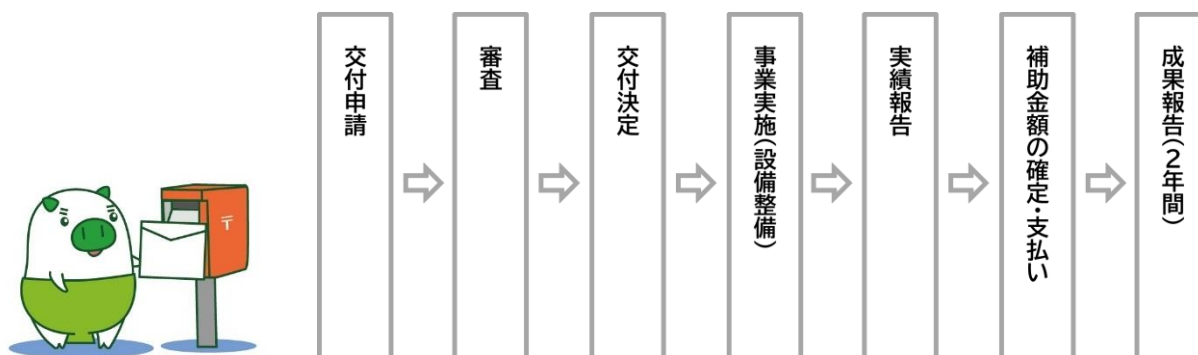 交付申請
審査
交付決定
事業実施(設備整備)
実績報告
補助金額の確定・支払い
成果報告(2年間)
〒